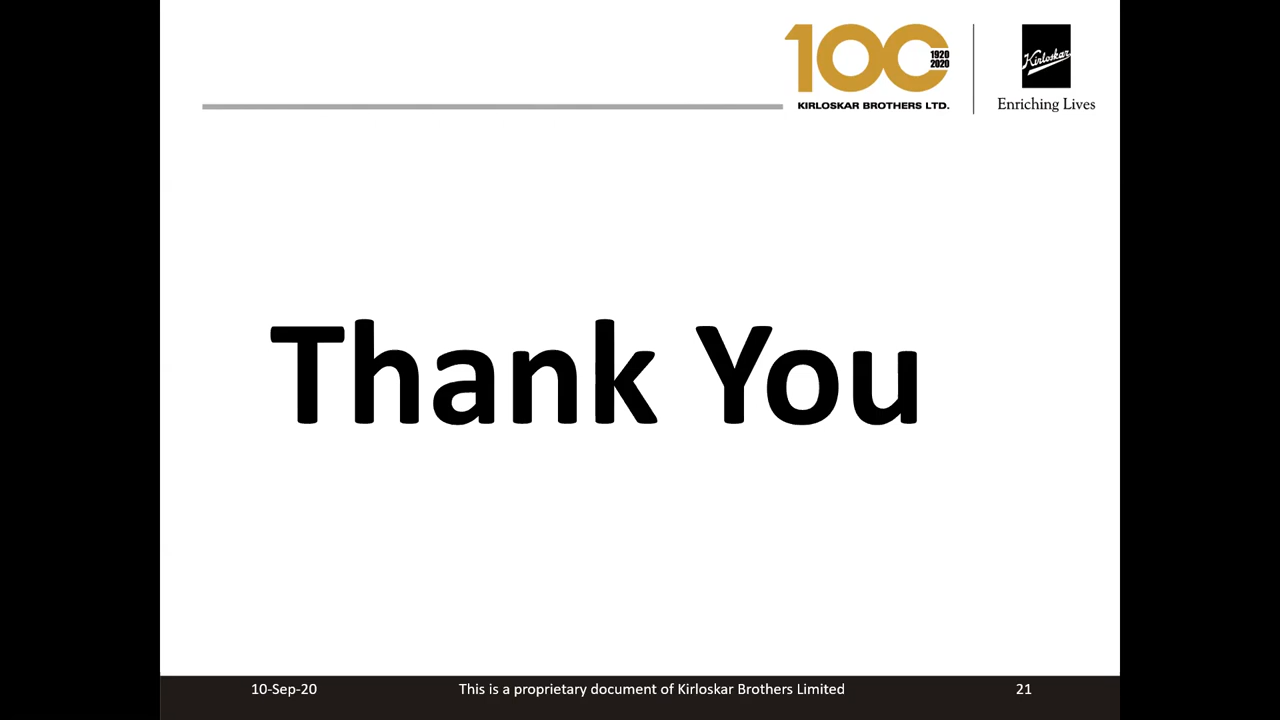 100
1920
2020
KIRLOSKAR BROTHERS LTD.
Kirloskar
Enriching Lives
Thank You
10-Sep-20
This is a proprietary document of Kirloskar Brothers Limited
21